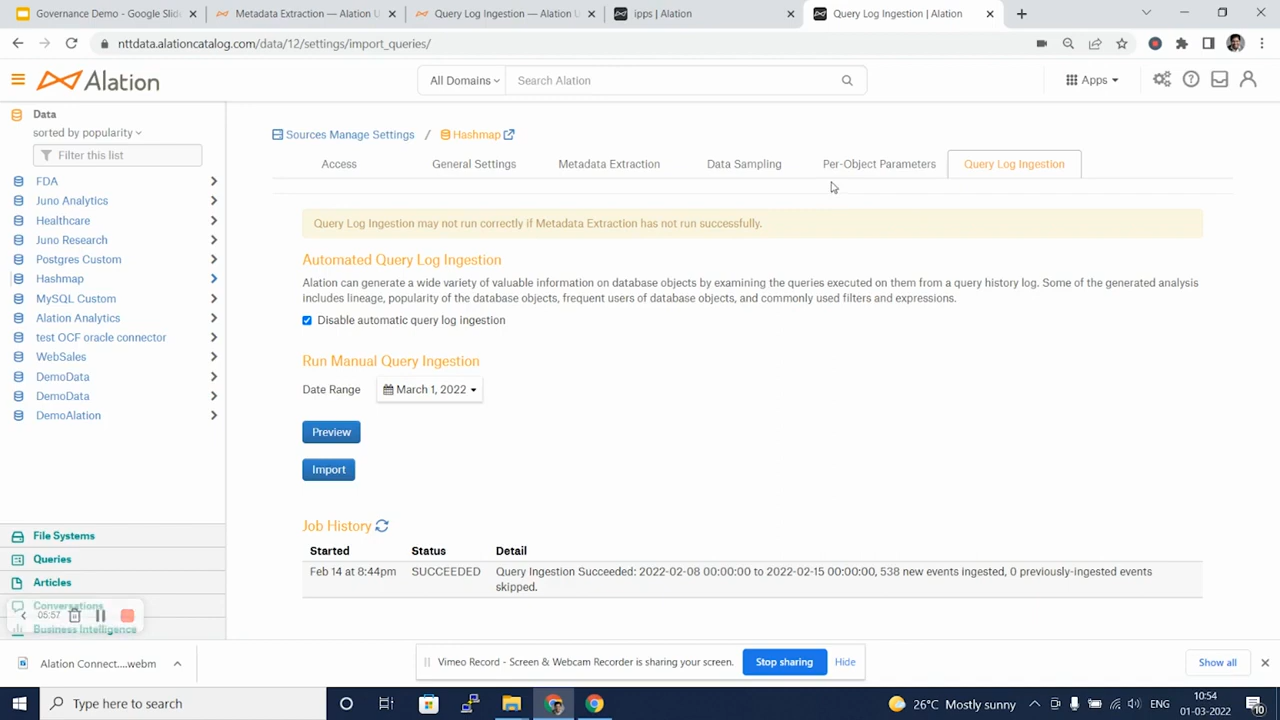 Governance Demo - Google Slid
Metadata Extraction — Alation U
Query Log Ingestion — Alation U
ipps | Alation
Query Log Ingestion | Alation
nttdata.alationcatalog.com/data/12/settings/import_queries/
Alation
All Domains
Search Alation
Apps
Data
sorted by popularity
Filter this list
FDA
Juno Analytics
Healthcare
Juno Research
Postgres Custom
Hashmap
MySQL Custom
Alation Analytics
test OCF oracle connector
WebSales
DemoData
DemoData
DemoAlation
File Systems
Queries
Articles
Conversations
05:57
Business Intelligence
Sources Manage Settings / Hashmap
Access
General Settings
Metadata Extraction
Data Sampling
Per-Object Parameters
Query Log Ingestion
Query Log Ingestion may not run correctly if Metadata Extraction has not run successfully.
Automated Query Log Ingestion
Alation can generate a wide variety of valuable information on database objects by examining the queries executed on them from a query history log. Some of the generated analysis
includes lineage, popularity of the database objects, frequent users of database objects, and commonly used filters and expressions.
Disable automatic query log ingestion
Run Manual Query Ingestion
Date Range
March 1, 2022
Preview
Import
Job History
Started Status Detail
Feb 14 at 8:44pm SUCCEEDED Query Ingestion Succeeded: 2022-02-08 00:00:00 to 2022-02-15 00:00:00, 538 new events ingested, 0 previously-ingested events
skipped.
Alation Connect....webm
Vimeo Record - Screen & Webcam Recorder is sharing your screen.
Stop sharing
Hide
Show all
Type here to search
26°C Mostly sunny
ENG
10:54
01-03-2022
10